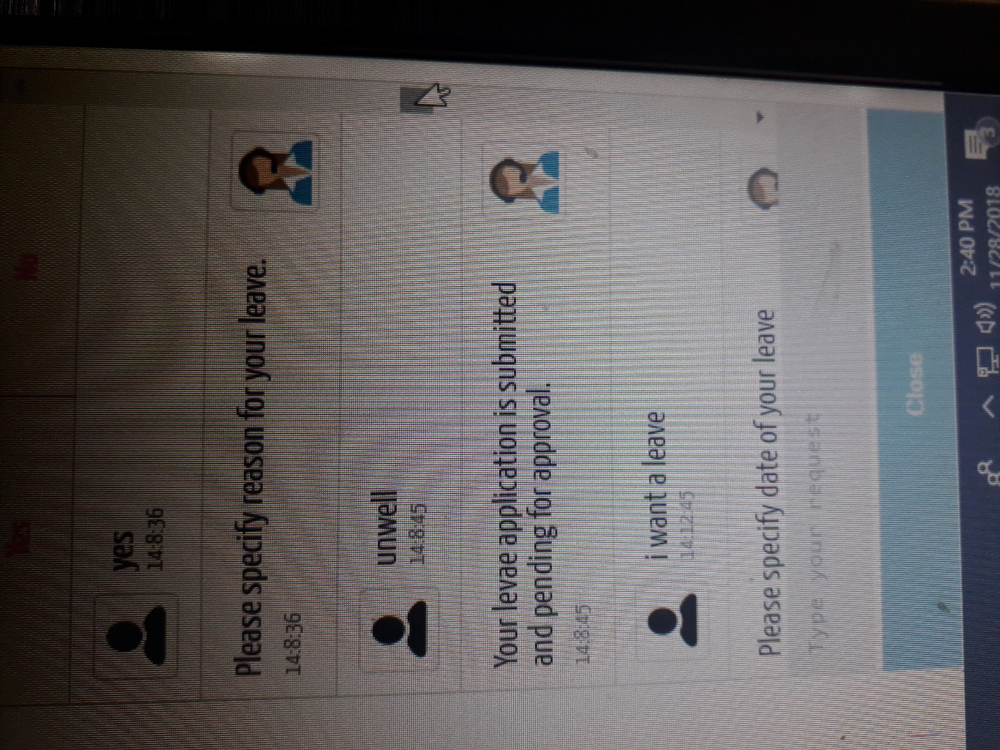 Yes No
yes
14:8:36
Please specify reason for your leave.
14:8:36
unwell
14:8:45
Your levae application is submitted
and pending for approval.
14:8:45
i want a leave
14:12:45
Please specify date of your leave
Type your request
Close
2:40 PM
11/28/2018
3